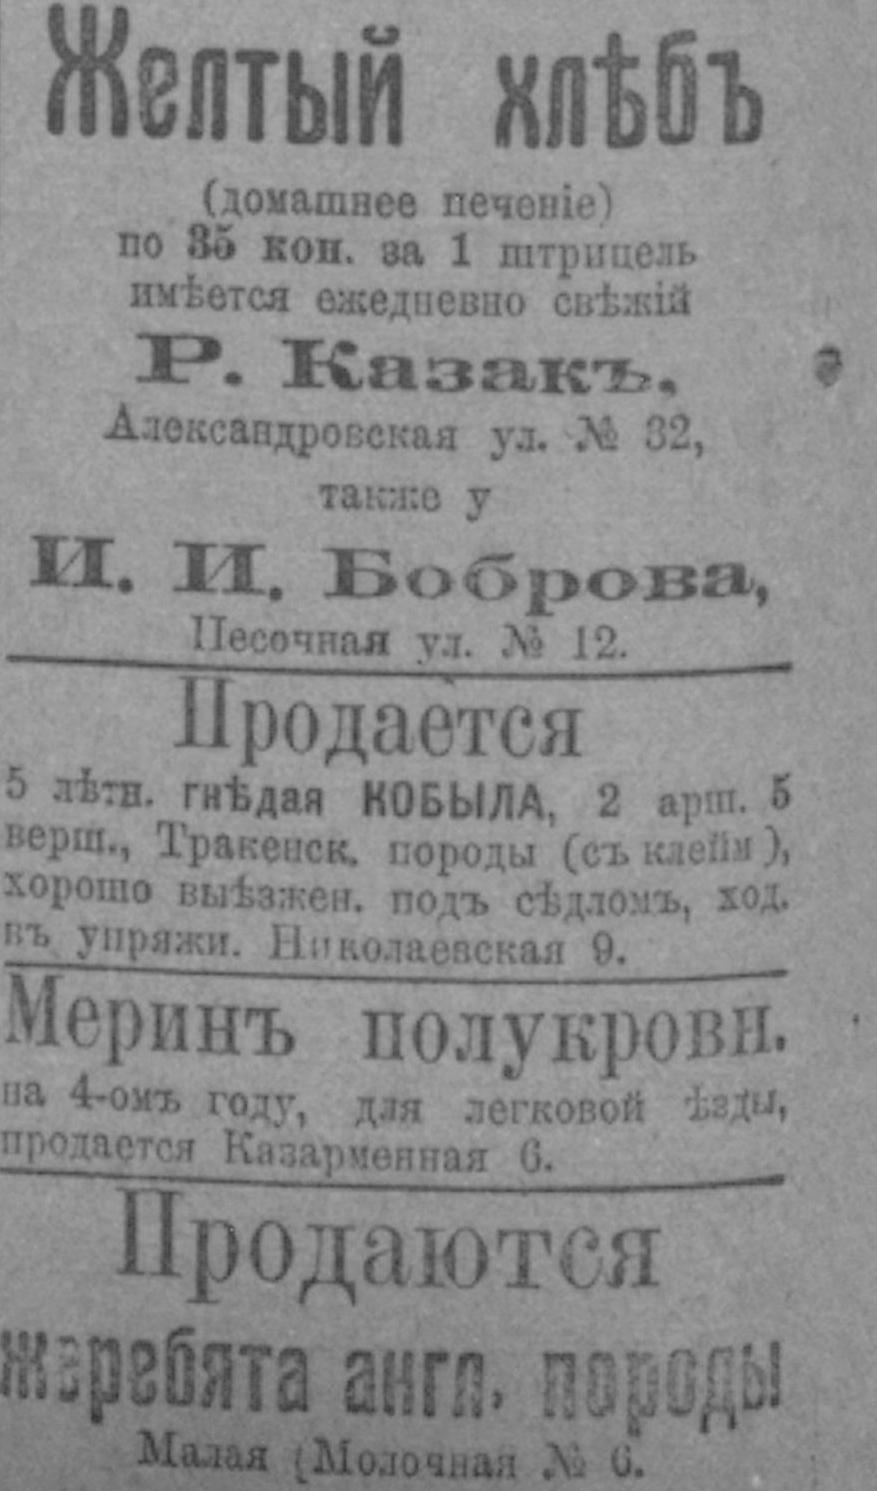 Желтый хлѣбъ
(домашнее печеніе)
по 35 коп. за 1 штрицель
имѣется ежедневно свѣжій
Р. Казакъ,
Александровская ул. № 32,
также у
И. И. Боброва,
Песочная ул. № 12.
Продается
5 лѣтн. гнѣдая КОБЫЛА, 2 арш. 5
верш., Тракенск. породы (съ клейм),
хорошо выѣзжен. подъ сѣдломъ, ход.
въ упряжи. Николаевская 9.
Меринъ полукровн.
на 4-омъ году, для легковой ѣзды,
продается Казарменная 6.
Продаются
жеребята англ. породы
Малая (Молочная № 6.